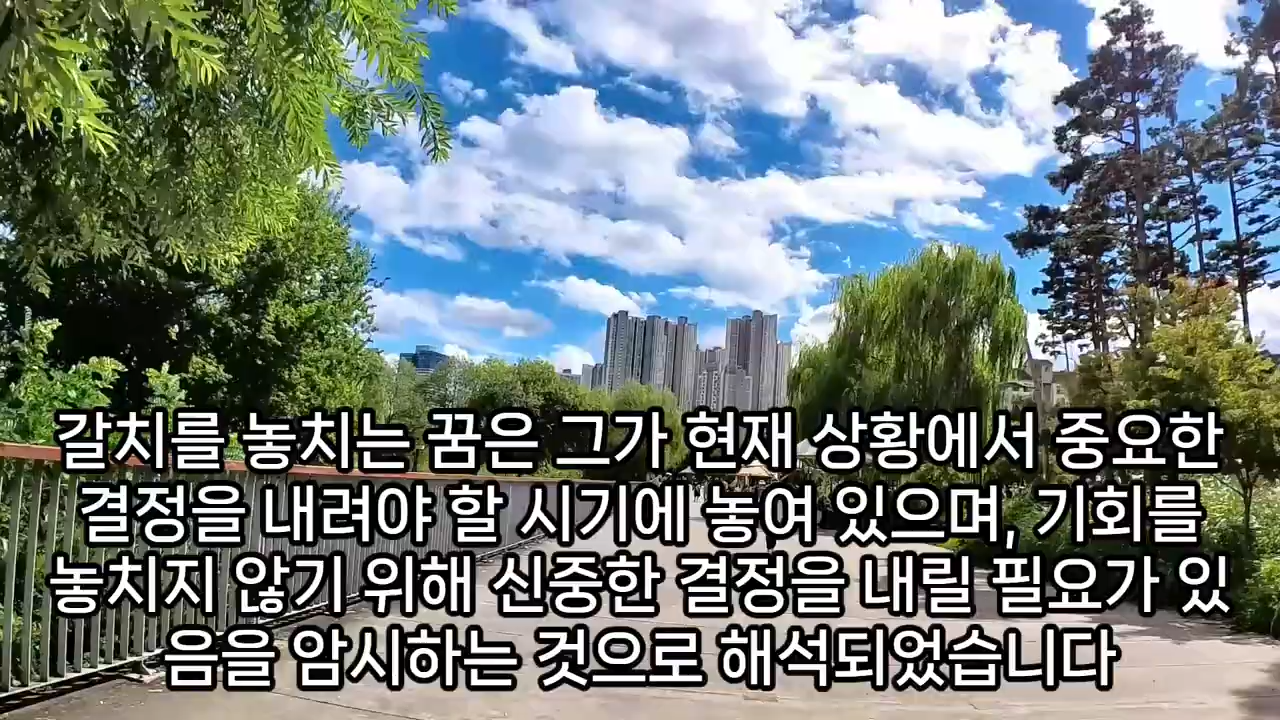 갈치를 놓치는 꿈은 그가 현재 상황에서 중요한
결정을 내려야 할 시기에 놓여 있으며, 기회를
놓치지 않기 위해 신중한 결정을 내릴 필요가 있
음을 암시하는 것으로 해석되었습니다